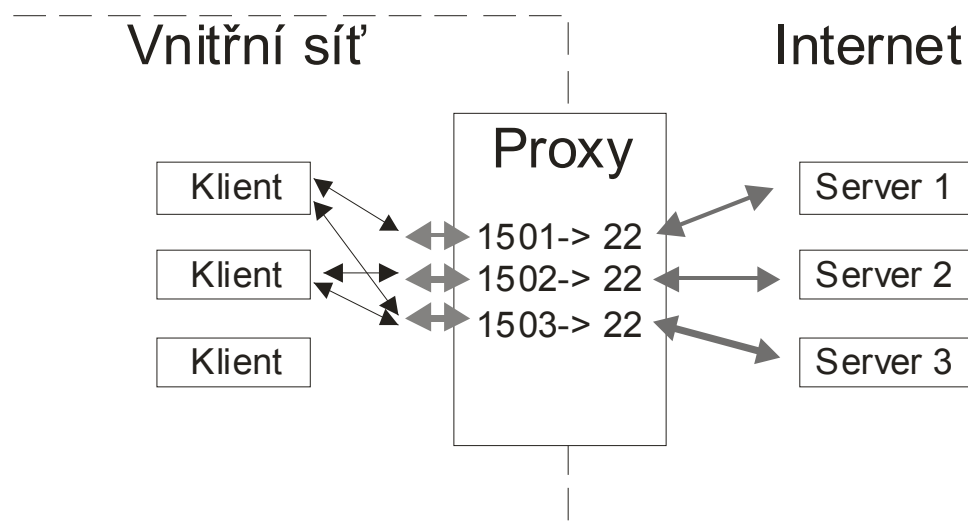 Vnitřní síť
Internet
Proxy
Klient
Klient
Klient
1501-> 22
1502-> 22
1503-> 22
Server 1
Server 2
Server 3